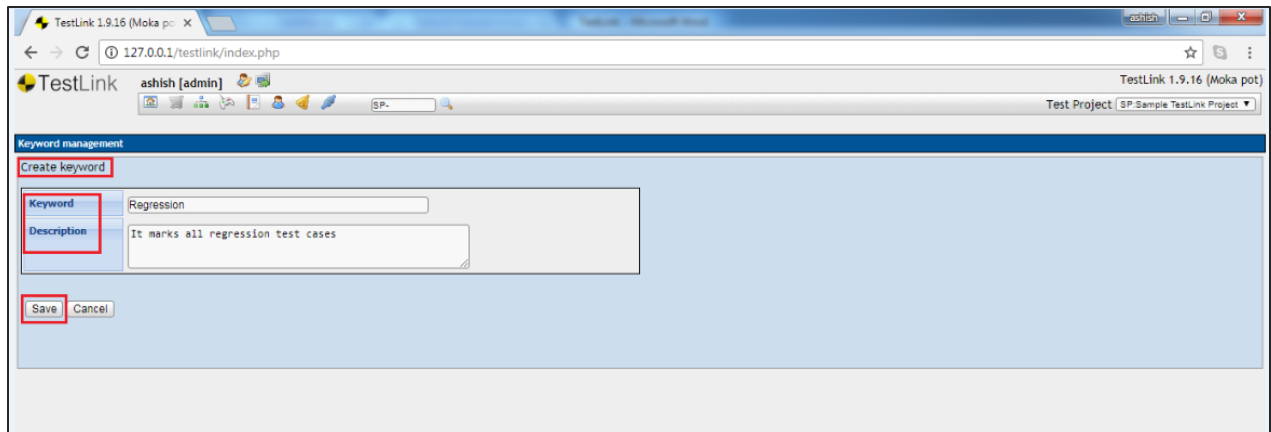 TestLink 1.9.16 (Moka po
ashish
127.0.0.1/testlink/index.php
TestLink ashish [admin] TestLink 1.9.16 (Moka pot)
SP- Test Project SP:Sample TestLink Project
Keyword management
Create keyword
Keyword Regression
Description It marks all regression test cases
Save Cancel